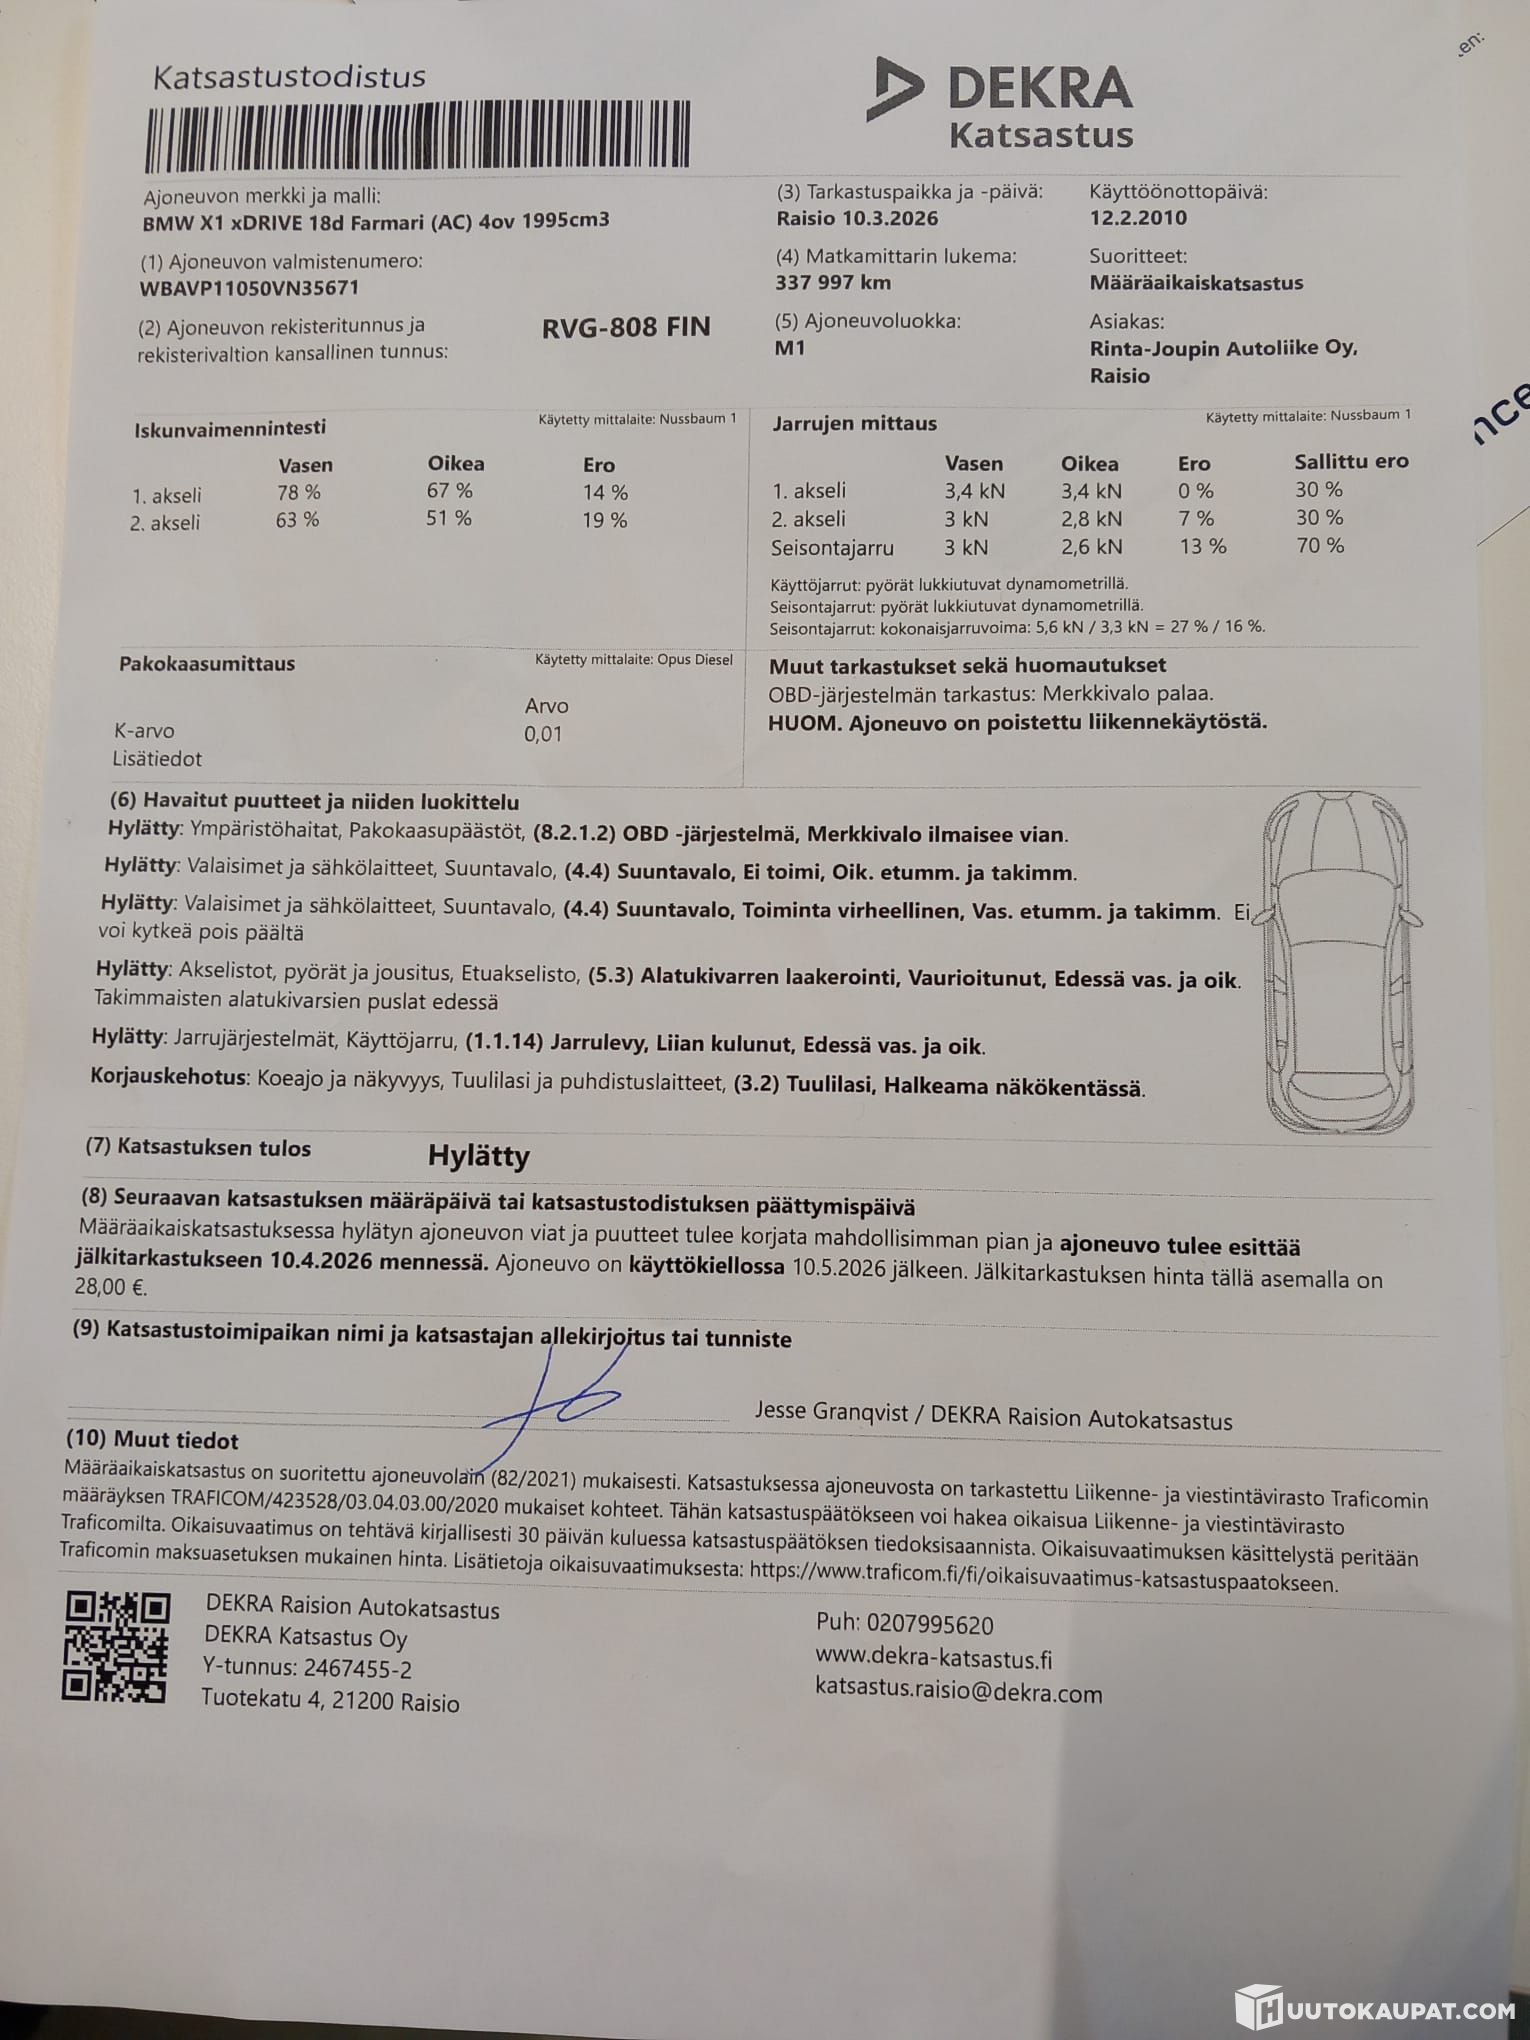 en:
nce
Katsastustodistus
DEKRA
Katsastus
Ajoneuvon merkki ja malli:
BMW X1 xDRIVE 18d Farmari (AC) 4ov 1995cm3
(1) Ajoneuvon valmistenumero:
WBAVP11050VN35671
(2) Ajoneuvon rekisteritunnus ja
rekisterivaltion kansallinen tunnus:
RVG-808 FIN
(3) Tarkastuspaikka ja -päivä:
Raisio 10.3.2026
(4) Matkamittarin lukema:
337 997 km
(5) Ajoneuvoluokka:
M1
Käyttöönottopäivä:
12.2.2010
Suoritteet:
Määräaikaiskatsastus
Asiakas:
Rinta-Joupin Autoliike Oy,
Raisio
Iskunvaimennintesti Käytetty mittalaite: Nussbaum 1
Vasen Oikea Ero
1. akseli 78 % 67 % 14 %
2. akseli 63 % 51 % 19 %
Jarrujen mittaus Käytetty mittalaite: Nussbaum 1
Vasen Oikea Ero Sallittu ero
1. akseli 3,4 kN 3,4 kN 0 % 30 %
2. akseli 3 kN 2,8 kN 7 % 30 %
Seisontajarru 3 kN 2,6 kN 13 % 70 %
Käyttöjarrut: pyörät lukkiutuvat dynamometrillä.
Seisontajarrut: pyörät lukkiutuvat dynamometrillä.
Seisontajarrut: kokonaisjarruvoima: 5,6 kN / 3,3 kN = 27 % / 16 %.
Pakokaasumittaus Käytetty mittalaite: Opus Diesel
Arvo
K-arvo 0,01
Lisätiedot
Muut tarkastukset sekä huomautukset
OBD-järjestelmän tarkastus: Merkkivalo palaa.
HUOM. Ajoneuvo on poistettu liikennekäytöstä.
(6) Havaitut puutteet ja niiden luokittelu
Hylätty: Ympäristöhaitat, Pakokaasupäästöt, (8.2.1.2) OBD -järjestelmä, Merkkivalo ilmaisee vian.
Hylätty: Valaisimet ja sähkölaitteet, Suuntavalo, (4.4) Suuntavalo, Ei toimi, Oik. etumm. ja takimm.
Hylätty: Valaisimet ja sähkölaitteet, Suuntavalo, (4.4) Suuntavalo, Toiminta virheellinen, Vas. etumm. ja takimm. Ei
voi kytkeä pois päältä
Hylätty: Akselistot, pyörät ja jousitus, Etuakselisto, (5.3) Alatukivarren laakerointi, Vaurioitunut, Edessä vas. ja oik.
Takimmaisten alatukivarsien puslat edessä
Hylätty: Jarrujärjestelmät, Käyttöjarru, (1.1.14) Jarrulevy, Liian kulunut, Edessä vas. ja oik.
Korjauskehotus: Koeajo ja näkyvyys, Tuulilasi ja puhdistuslaitteet, (3.2) Tuulilasi, Halkeama näkökentässä.
(7) Katsastuksen tulos Hylätty
(8) Seuraavan katsastuksen määräpäivä tai katsastustodistuksen päättymispäivä
Määräaikaiskatsastuksessa hylätyn ajoneuvon viat ja puutteet tulee korjata mahdollisimman pian ja ajoneuvo tulee esittää
jälkitarkastukseen 10.4.2026 mennessä. Ajoneuvo on käyttökiellossa 10.5.2026 jälkeen. Jälkitarkastuksen hinta tällä asemalla on
28,00 €.
(9) Katsastustoimipaikan nimi ja katsastajan allekirjoitus tai tunniste
Jesse Granqvist / DEKRA Raision Autokatsastus
(10) Muut tiedot
Määräaikaiskatsastus on suoritettu ajoneuvolain (82/2021) mukaisesti. Katsastuksessa ajoneuvosta on tarkastettu Liikenne- ja viestintävirasto Traficomin
määräyksen TRAFICOM/423528/03.04.03.00/2020 mukaiset kohteet. Tähän katsastuspäätökseen voi hakea oikaisua Liikenne- ja viestintävirasto
Traficomilta. Oikaisuvaatimus on tehtävä kirjallisesti 30 päivän kuluessa katsastuspäätöksen tiedoksisaannista. Oikaisuvaatimuksen käsittelystä peritään
Traficomin maksuasetuksen mukainen hinta. Lisätietoja oikaisuvaatimuksesta: https://www.traficom.fi/fi/oikaisuvaatimus-katsastuspaatokseen.
DEKRA Raision Autokatsastus
DEKRA Katsastus Oy
Y-tunnus: 2467455-2
Tuotekatu 4, 21200 Raisio
Puh: 0207995620
www.dekra-katsastus.fi
katsastus.raisio@dekra.com
HUUTOKAUPAT.COM